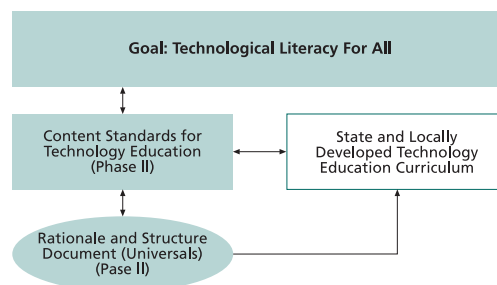 Goal: Technological Literacy For All
Content Standards for
Technology Education
(Phase II)
State and Locally
Developed Technology
Education Curriculum
Rationale and Structure
Document (Universals)
(Pase II)